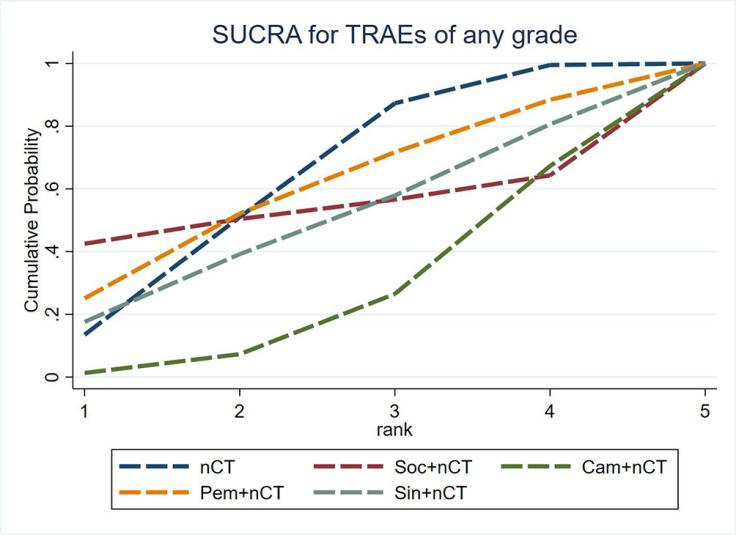 SUCRA for TRAEs of any grade
Cumulative Probability
1
.8
.6
.4
.2
0
1 2 3 4 5
rank
nCT Soc+nCT Cam+nCT
Pem+nCT Sin+nCT